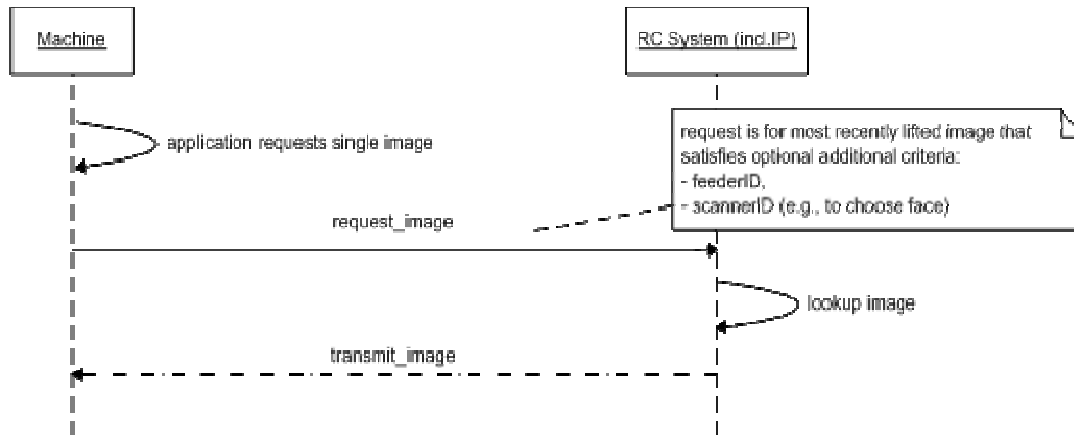 Machine
RC System (incl.IP)
application requests single image
request is for most recently lifted image that
satisfies optional additional criteria:
- feederID,
- scannerID (e.g., to choose face)
request_image
lookup image
transmit_image